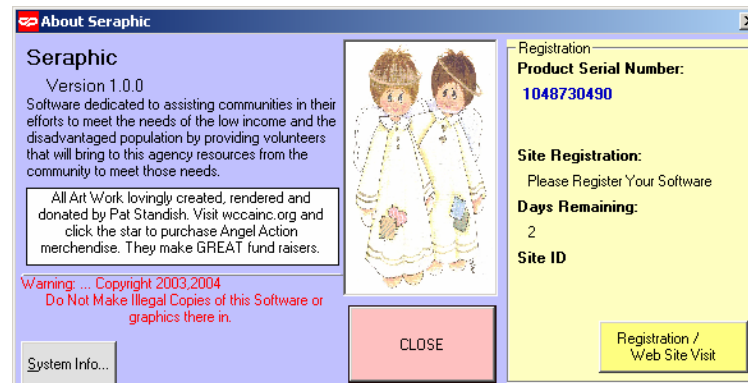 About Seraphic
Seraphic
Version 1.0.0
Software dedicated to assisting communities in their
efforts to meet the needs of the low income and the
disadvantaged population by providing volunteers
that will bring to this agency resources from the
community to meet those needs.
All Art Work lovingly created, rendered and
donated by Pat Standish. Visit wccainc.org and
click the star to purchase Angel Action
merchendise. They make GREAT fund raisers.
Warning: ... Copyright 2003,2004
Do Not Make Illegal Copies of this Software or
graphics there in.
System Info...
CLOSE
Registration
Product Serial Number:
1048730490
Site Registration:
Please Register Your Software
Days Remaining:
2
Site ID
Registration /
Web Site Visit